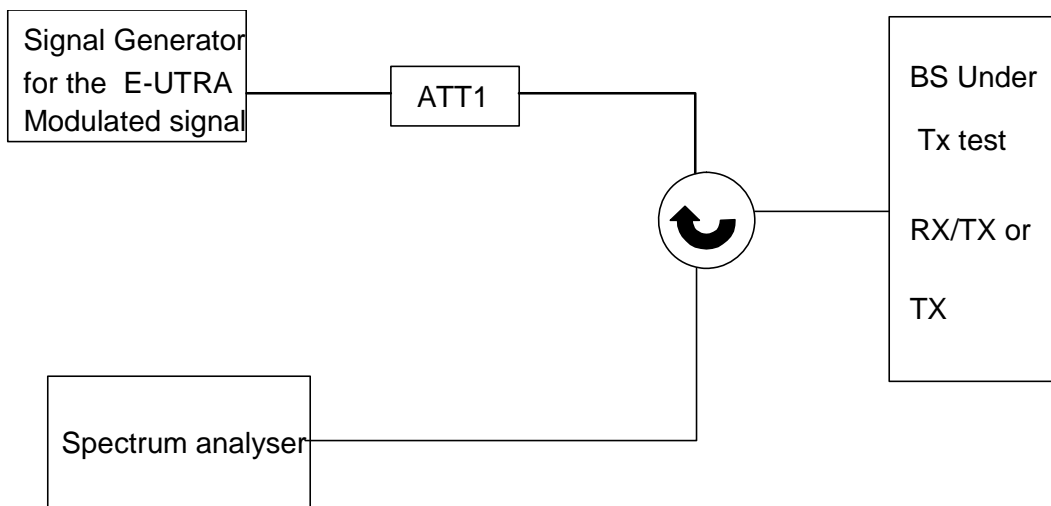 Signal Generator
for the E-UTRA
Modulated signal
ATT1
BS Under
Tx test
RX/TX or
TX
Spectrum analyser